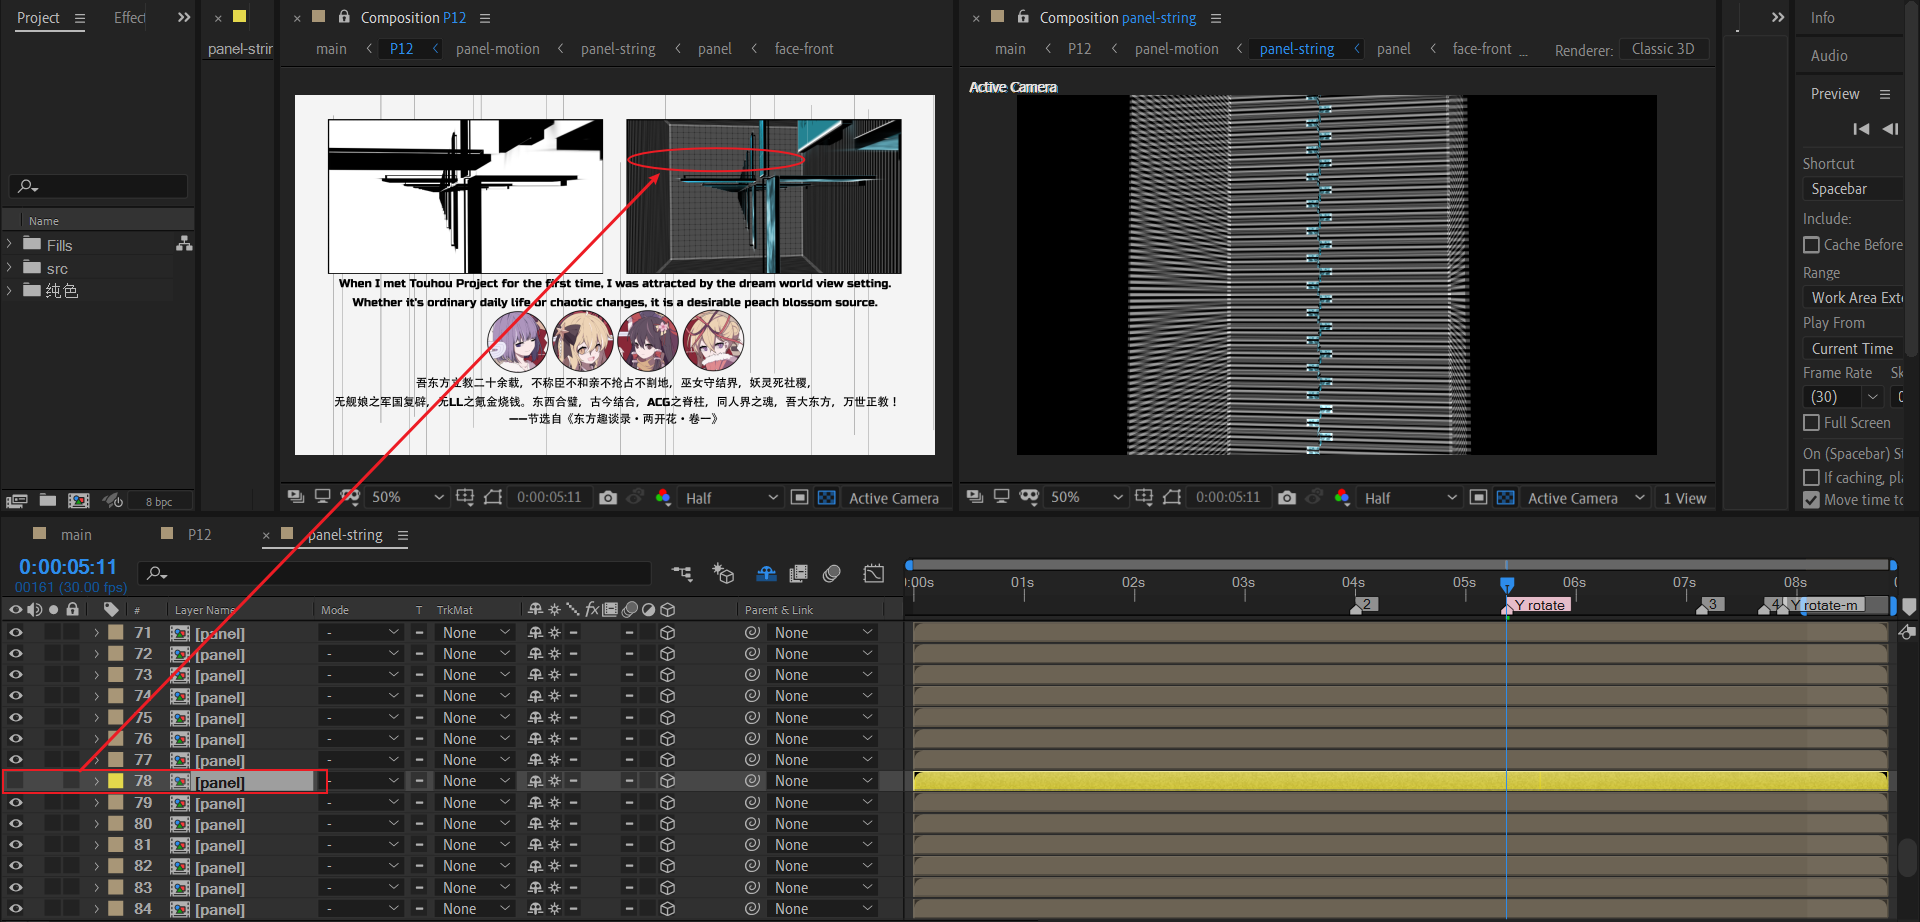 Project
Effect
panel-strin
Composition P12
main < P12 < panel-motion < panel-string < panel < face-front
When I met Touhou Project for the first time, I was attracted by the dream world view setting.
Whether it's ordinary daily life or chaotic changes, it is a desirable peach blossom source.
吾东方立教二十余载，不称臣不和亲不抢占不割地，巫女守结界，妖灵死社稷，
无舰娘之军国复辟，无LL之氪金烧钱。东西合璧，古今结合，ACG之脊柱，同人界之魂，吾大东方，万世正教！
——节选自《东方趣谈录·两开花·卷一》
50%
0:00:05:11
Half
Active Camera
Composition panel-string
main < P12 < panel-motion < panel-string < panel < face-front ...
Renderer: Classic 3D
Active Camera
50%
0:00:05:11
Half
Active Camera
1 View
Name
Fills
src
纯色
8 bpc
Info
Audio
Preview
Shortcut
Spacebar
Include:
Cache Before
Range
Work Area Exte
Play From
Current Time
Frame Rate Sk
(30)
Full Screen
On (Spacebar) St
If caching, pla
Move time to
main
P12
panel-string
0:00:05:11
00161 (30.00 fps)
# Layer Name Mode T TrkMat Parent & Link
:00s 01s 02s 03s 04s 05s 06s 07s 08s
2 Y rotate 3 4 Y rotate-m
71 [panel] - None None
72 [panel] - None None
73 [panel] - None None
74 [panel] - None None
75 [panel] - None None
76 [panel] - None None
77 [panel] - None None
78 [panel] - None None
79 [panel] - None None
80 [panel] - None None
81 [panel] - None None
82 [panel] - None None
83 [panel] - None None
84 [panel] - None None